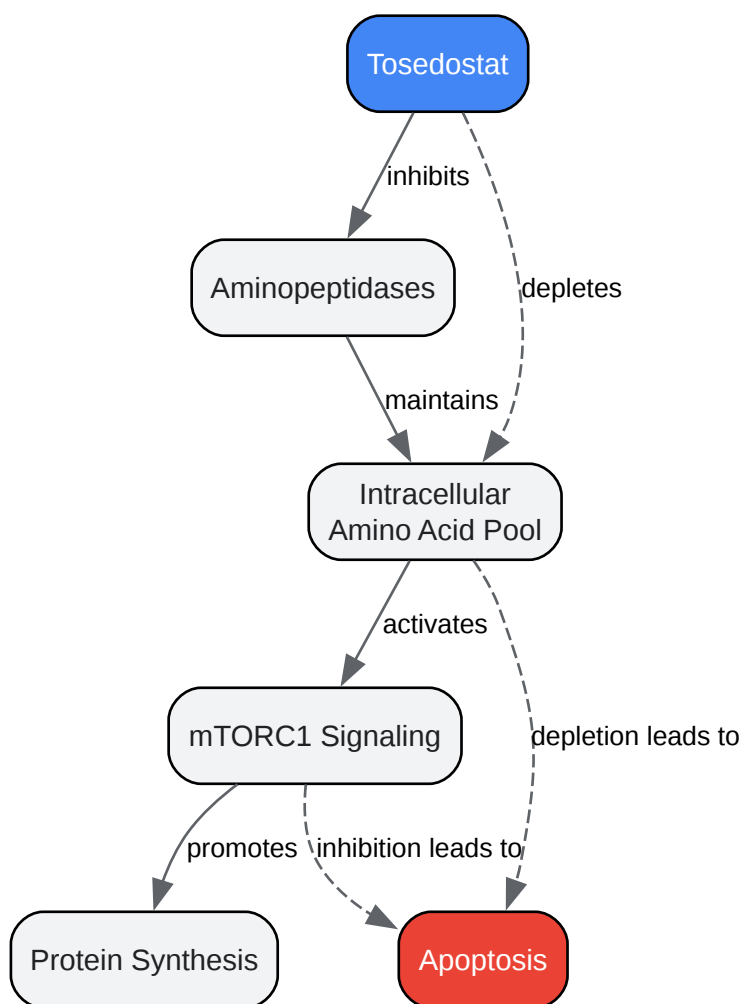 Tosedostat
inhibits
Aminopeptidases
depletes
maintains
Intracellular
Amino Acid Pool
activates
mTORC1 Signaling
depletion leads to
promotes
inhibition leads to
Protein Synthesis
Apoptosis